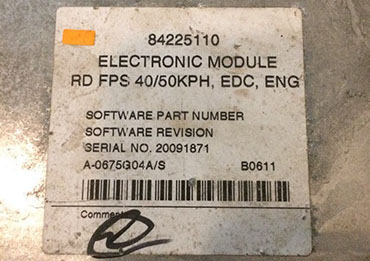 84225110
ELECTRONIC MODULE
RD FPS 40/50KPH, EDC, ENG
SOFTWARE PART NUMBER
SOFTWARE REVISION
SERIAL NO. 20091871
A-0675G04A/S B0611
Comment